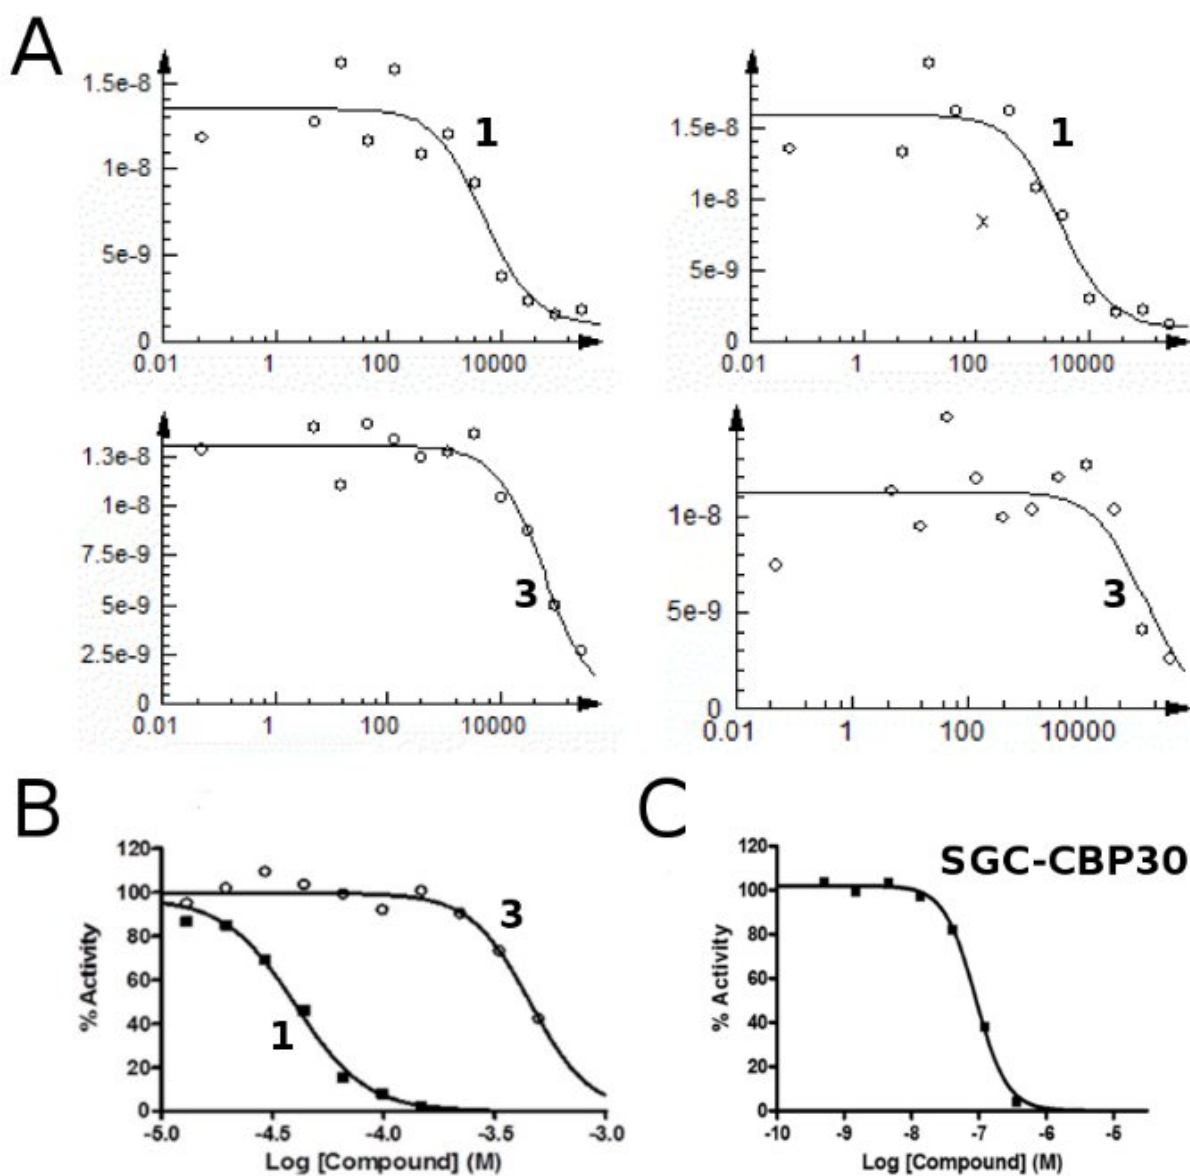 A
1.5e-8
1e-8
5e-9
0
0.01 1 100 10000
1
1.5e-8
1e-8
5e-9
0
0.01 1 100 10000
1
1.3e-8
1e-8
7.5e-9
5e-9
2.5e-9
0
0.01 1 100 10000
3
1e-8
5e-9
0
0.01 1 100 10000
3
B
% Activity
120
100
80
60
40
20
0
-5.0 -4.5 -4.0 -3.5 -3.0
Log [Compound] (M)
1
3
C
SGC-CBP30
% Activity
120
100
80
60
40
20
0
-10 -9 -8 -7 -6 -5
Log [Compound] (M)